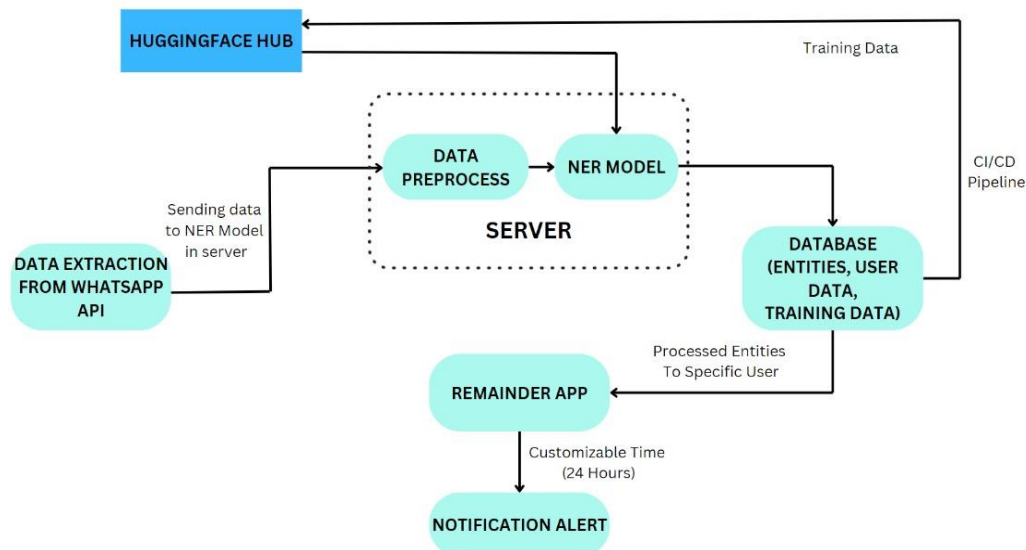 HUGGINGFACE HUB
Training Data
DATA
PREPROCESS
NER MODEL
SERVER
CI/CD
Pipeline
Sending data
to NER Model
in server
DATA EXTRACTION
FROM WHATSAPP
API
DATABASE
(ENTITIES, USER
DATA,
TRAINING DATA)
Processed Entities
To Specific User
REMAINDER APP
Customizable Time
(24 Hours)
NOTIFICATION ALERT